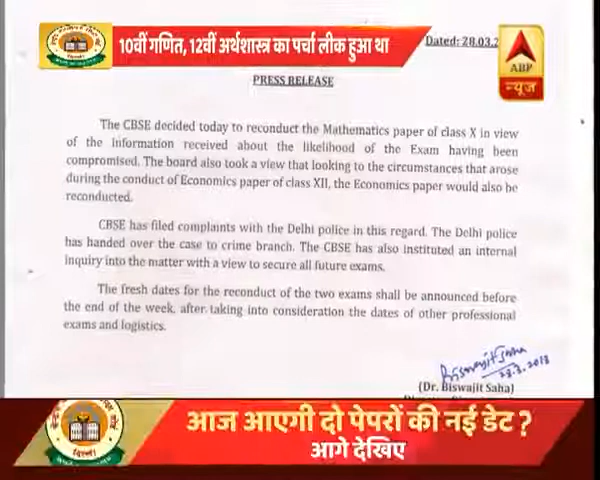 10वीं गणित, 12वीं अर्थशास्त्र का पर्चा लीक हुआ था
Dated: 28.03.2
ABP
न्यूज़
PRESS RELEASE
The CBSE decided today to reconduct the Mathematics paper of class X in view
of the information received about the likelihood of the Exam having been
compromised. The board also took a view that looking to the circumstances that arose
during the conduct of Economics paper of class XII, the Economics paper would also be
reconducted.
CBSE has filed complaints with the Delhi police in this regard. The Delhi police
has handed over the case to crime branch. The CBSE has also instituted an internal
inquiry into the matter with a view to secure all future exams.
The fresh dates for the reconduct of the two exams shall be announced before
the end of the week, after taking into consideration the dates of other professional
exams and logistics.
Biswajit Saha
28.3.2018
(Dr. Biswajit Saha)
आज आएगी दो पेपरों की नई डेट ?
आगे देखिए